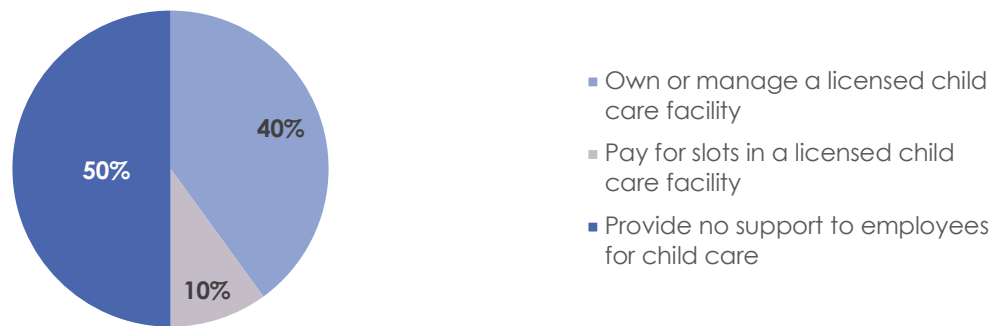 40%
10%
50%
Own or manage a licensed child
care facility
Pay for slots in a licensed child
care facility
Provide no support to employees
for child care